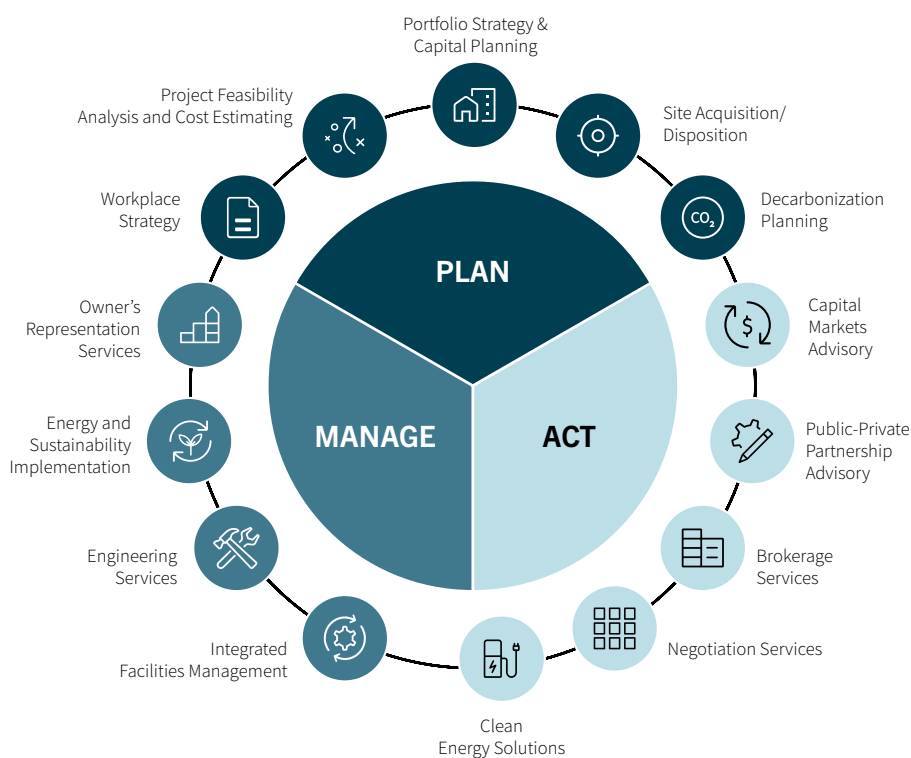 Portfolio Strategy &
Capital Planning
Project Feasibility
Analysis and Cost Estimating
Site Acquisition/
Disposition
Workplace
Strategy
Decarbonization
Planning
CO₂
PLAN
Owner’s
Representation
Services
Capital
Markets
Advisory
$
MANAGE
ACT
Energy and
Sustainability
Implementation
Public-Private
Partnership
Advisory
Engineering
Services
Brokerage
Services
Integrated
Facilities Management
Negotiation Services
Clean
Energy Solutions